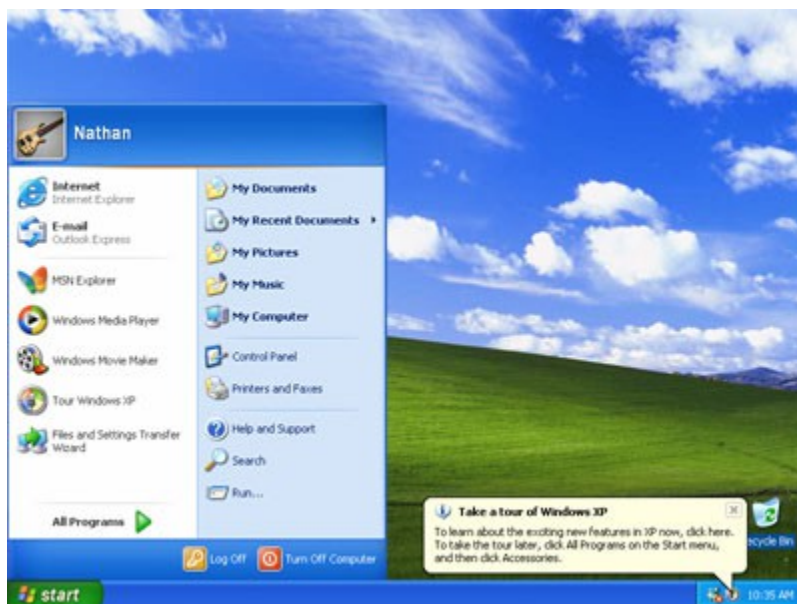 Nathan
Internet
Internet Explorer
E-mail
Outlook Express
MSN Explorer
Windows Media Player
Windows Movie Maker
Tour Windows XP
Files and Settings Transfer
Wizard
All Programs
My Documents
My Recent Documents
My Pictures
My Music
My Computer
Control Panel
Printers and Faxes
Help and Support
Search
Run...
Log Off
Turn Off Computer
Take a tour of Windows XP
To learn about the exciting new features in XP now, click here.
To take the tour later, click All Programs on the Start menu,
and then click Accessories.
ecycle Bin
start
10:35 AM